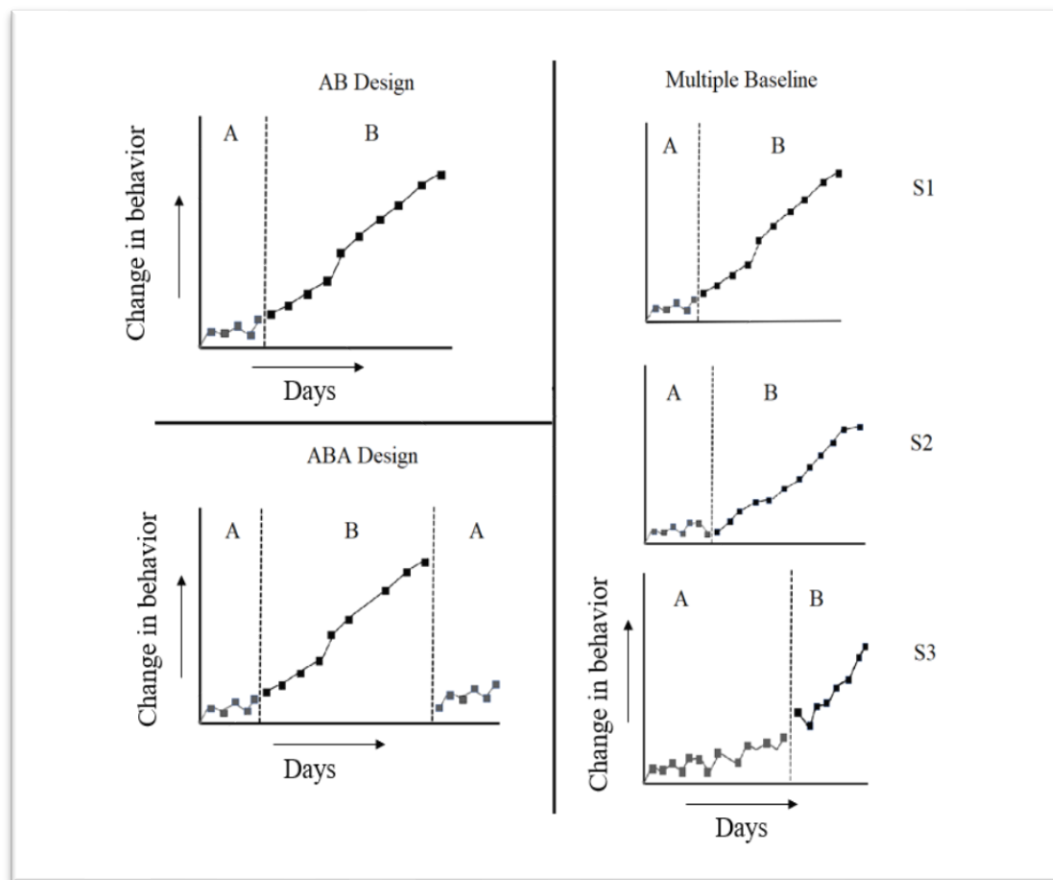 AB Design
A
B
Change in behavior
Days
ABA Design
A
B
A
Change in behavior
Days
Multiple Baseline
A
B
S1
A
B
S2
A
B
S3
Change in behavior
Days